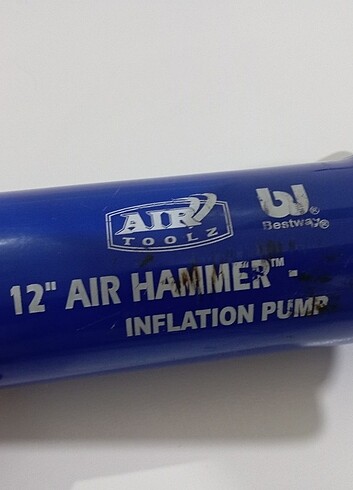 AIR
TOOLZ
Bestway®
12" AIR HAMMER™ -
INFLATION PUMP